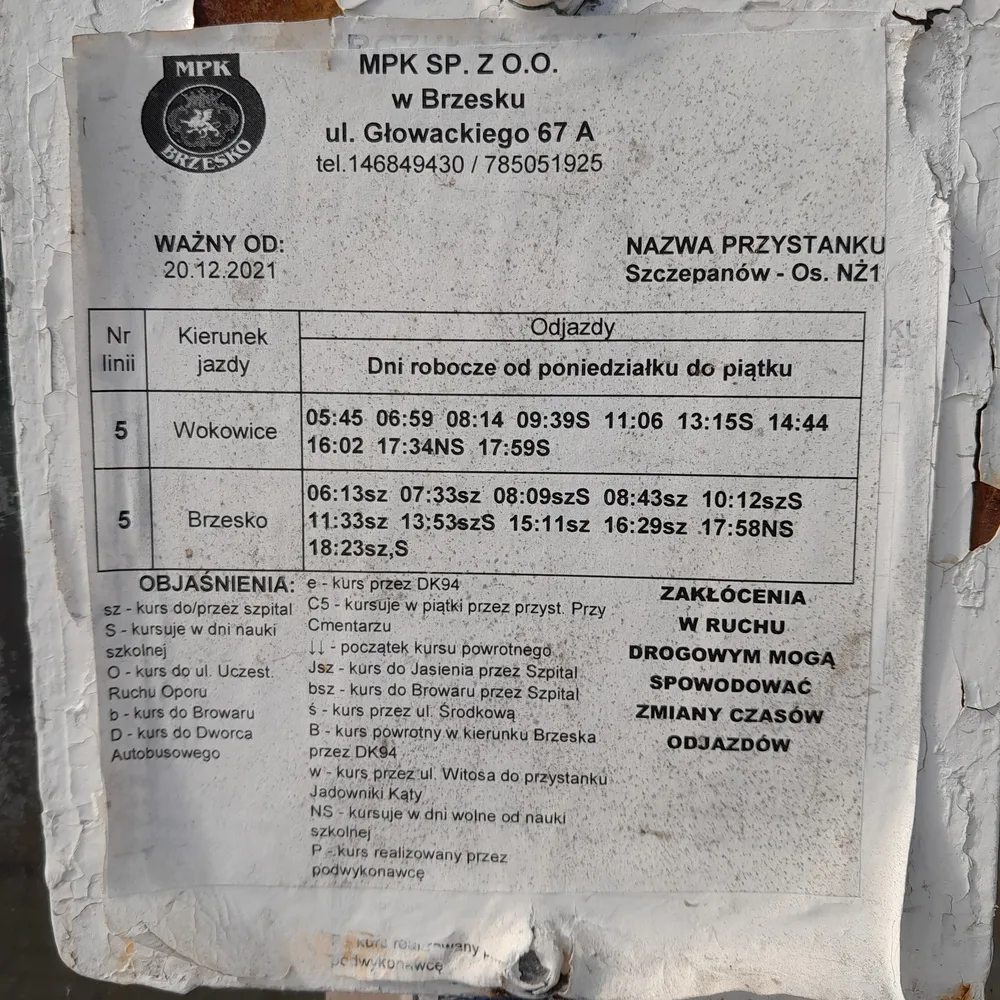 MPK
BRZESKO
MPK SP. Z O.O.
w Brzesku
ul. Głowackiego 67 A
tel.146849430 / 785051925
WAŻNY OD:
20.12.2021
NAZWA PRZYSTANKU
Szczepanów - Os. NŻ1
Nr linii
Kierunek jazdy
Odjazdy
Dni robocze od poniedziałku do piątku
5
Wokowice
05:45 06:59 08:14 09:39S 11:06 13:15S 14:44
16:02 17:34NS 17:59S
5
Brzesko
06:13sz 07:33sz 08:09szS 08:43sz 10:12szS
11:33sz 13:53szS 15:11sz 16:29sz 17:58NS
18:23sz,S
OBJAŚNIENIA:
sz - kurs do/przez szpital
S - kursuje w dni nauki
szkolnej
O - kurs do ul. Uczest.
Ruchu Oporu
b - kurs do Browaru
D - kurs do Dworca
Autobusowego
e - kurs przez DK94
C5 - kursuje w piątki przez przyst. Przy
Cmentarzu
↓↓ - początek kursu powrotnego
Jsz - kurs do Jasienia przez Szpital
bsz - kurs do Browaru przez Szpital
ś - kurs przez ul. Środkową
B - kurs powrotny w kierunku Brzeska
przez DK94
w - kurs przez ul. Witosa do przystanku
Jadowniki Kąty
NS - kursuje w dni wolne od nauki
szkolnej
P - kurs realizowany przez
podwykonawcę
ZAKŁÓCENIA
W RUCHU
DROGOWYM MOGĄ
SPOWODOWAĆ
ZMIANY CZASÓW
ODJAZDÓW
kurs realizowany
podwykonawcę